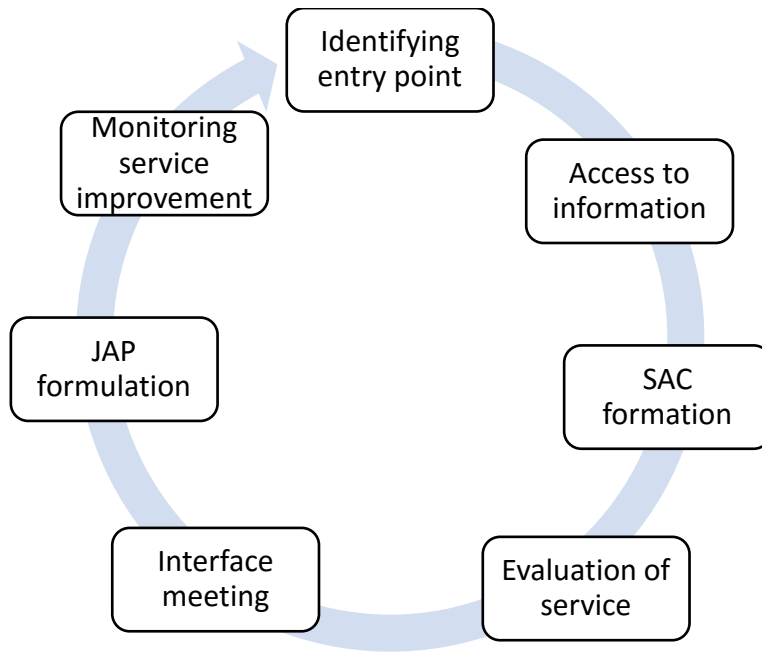 Identifying
entry point
Access to
information
SAC
formation
Evaluation of
service
Interface
meeting
JAP
formulation
Monitoring
service
improvement